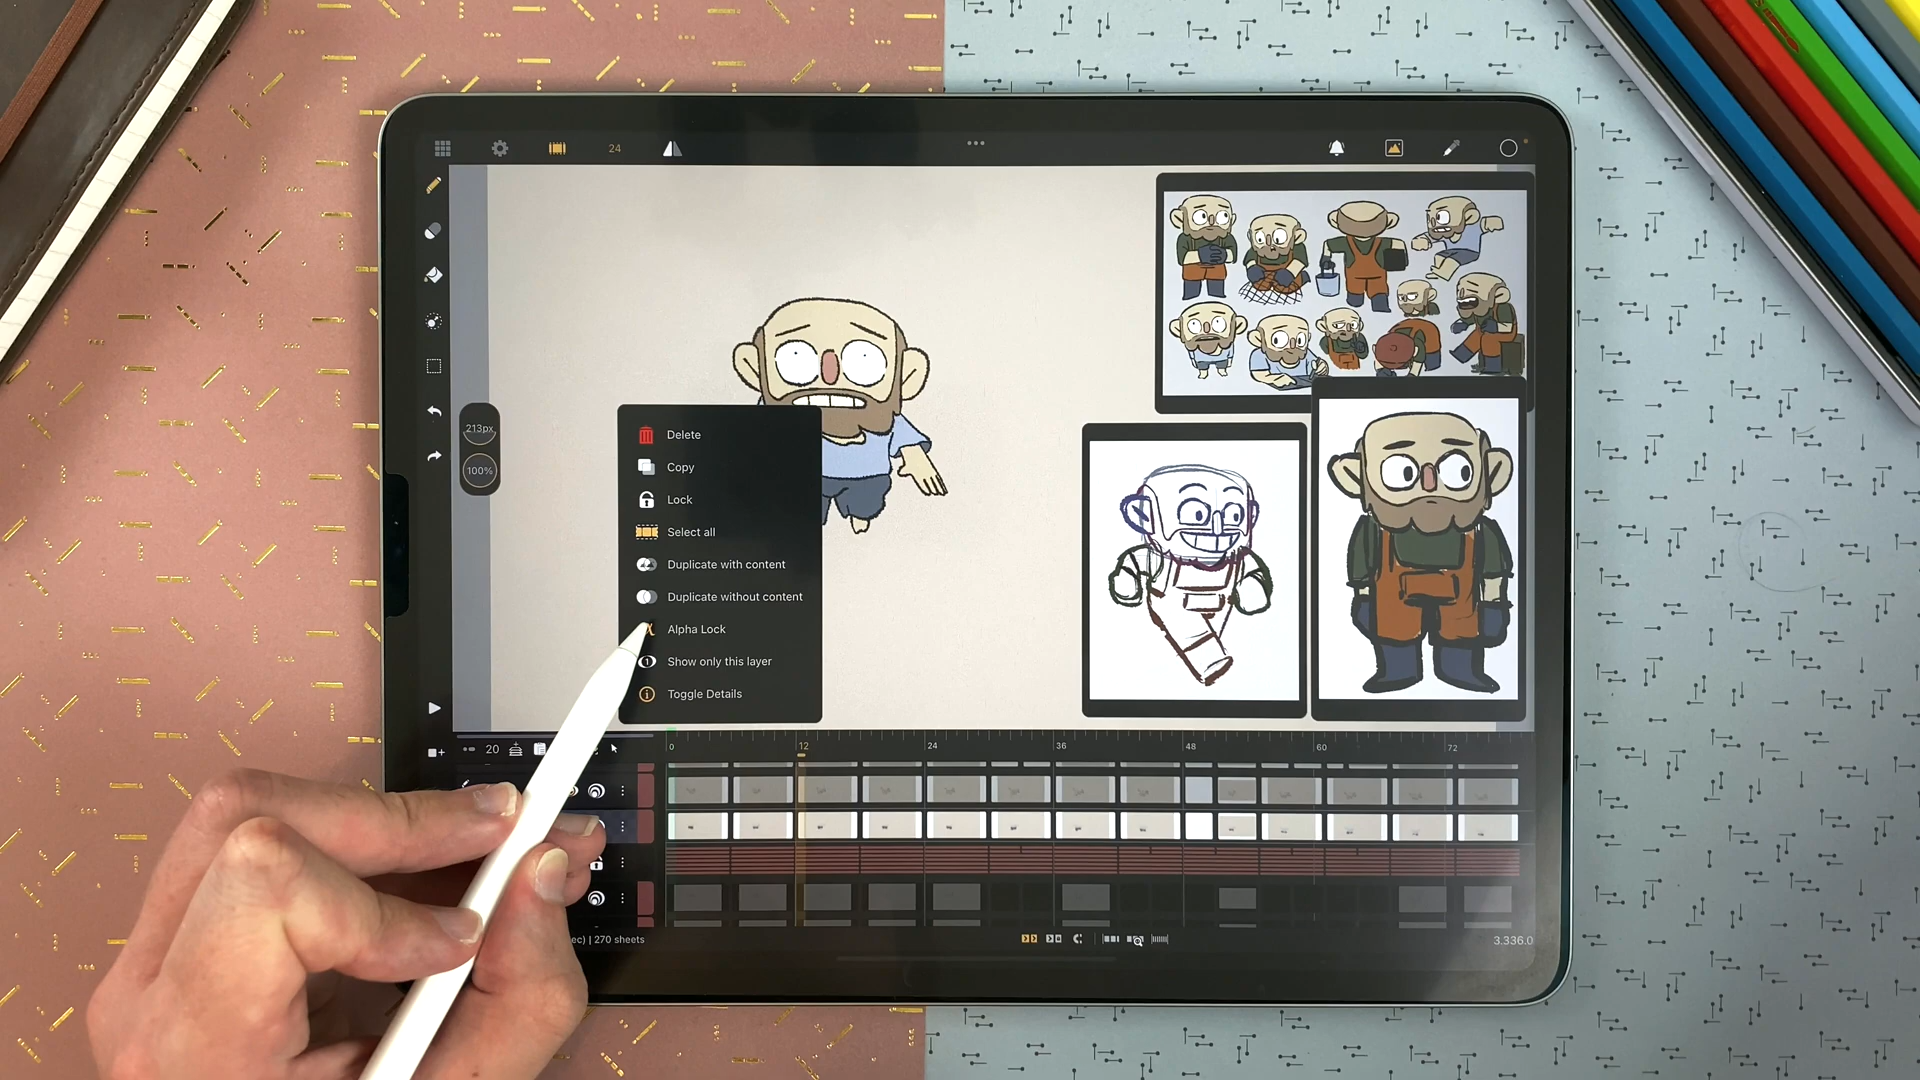 24
213px
100%
Delete
Copy
Lock
Select all
Duplicate with content
Duplicate without content
Alpha Lock
1
Show only this layer
Toggle Details
20
0
12
24
36
48
60
72
ec) | 270 sheets
3.336.0